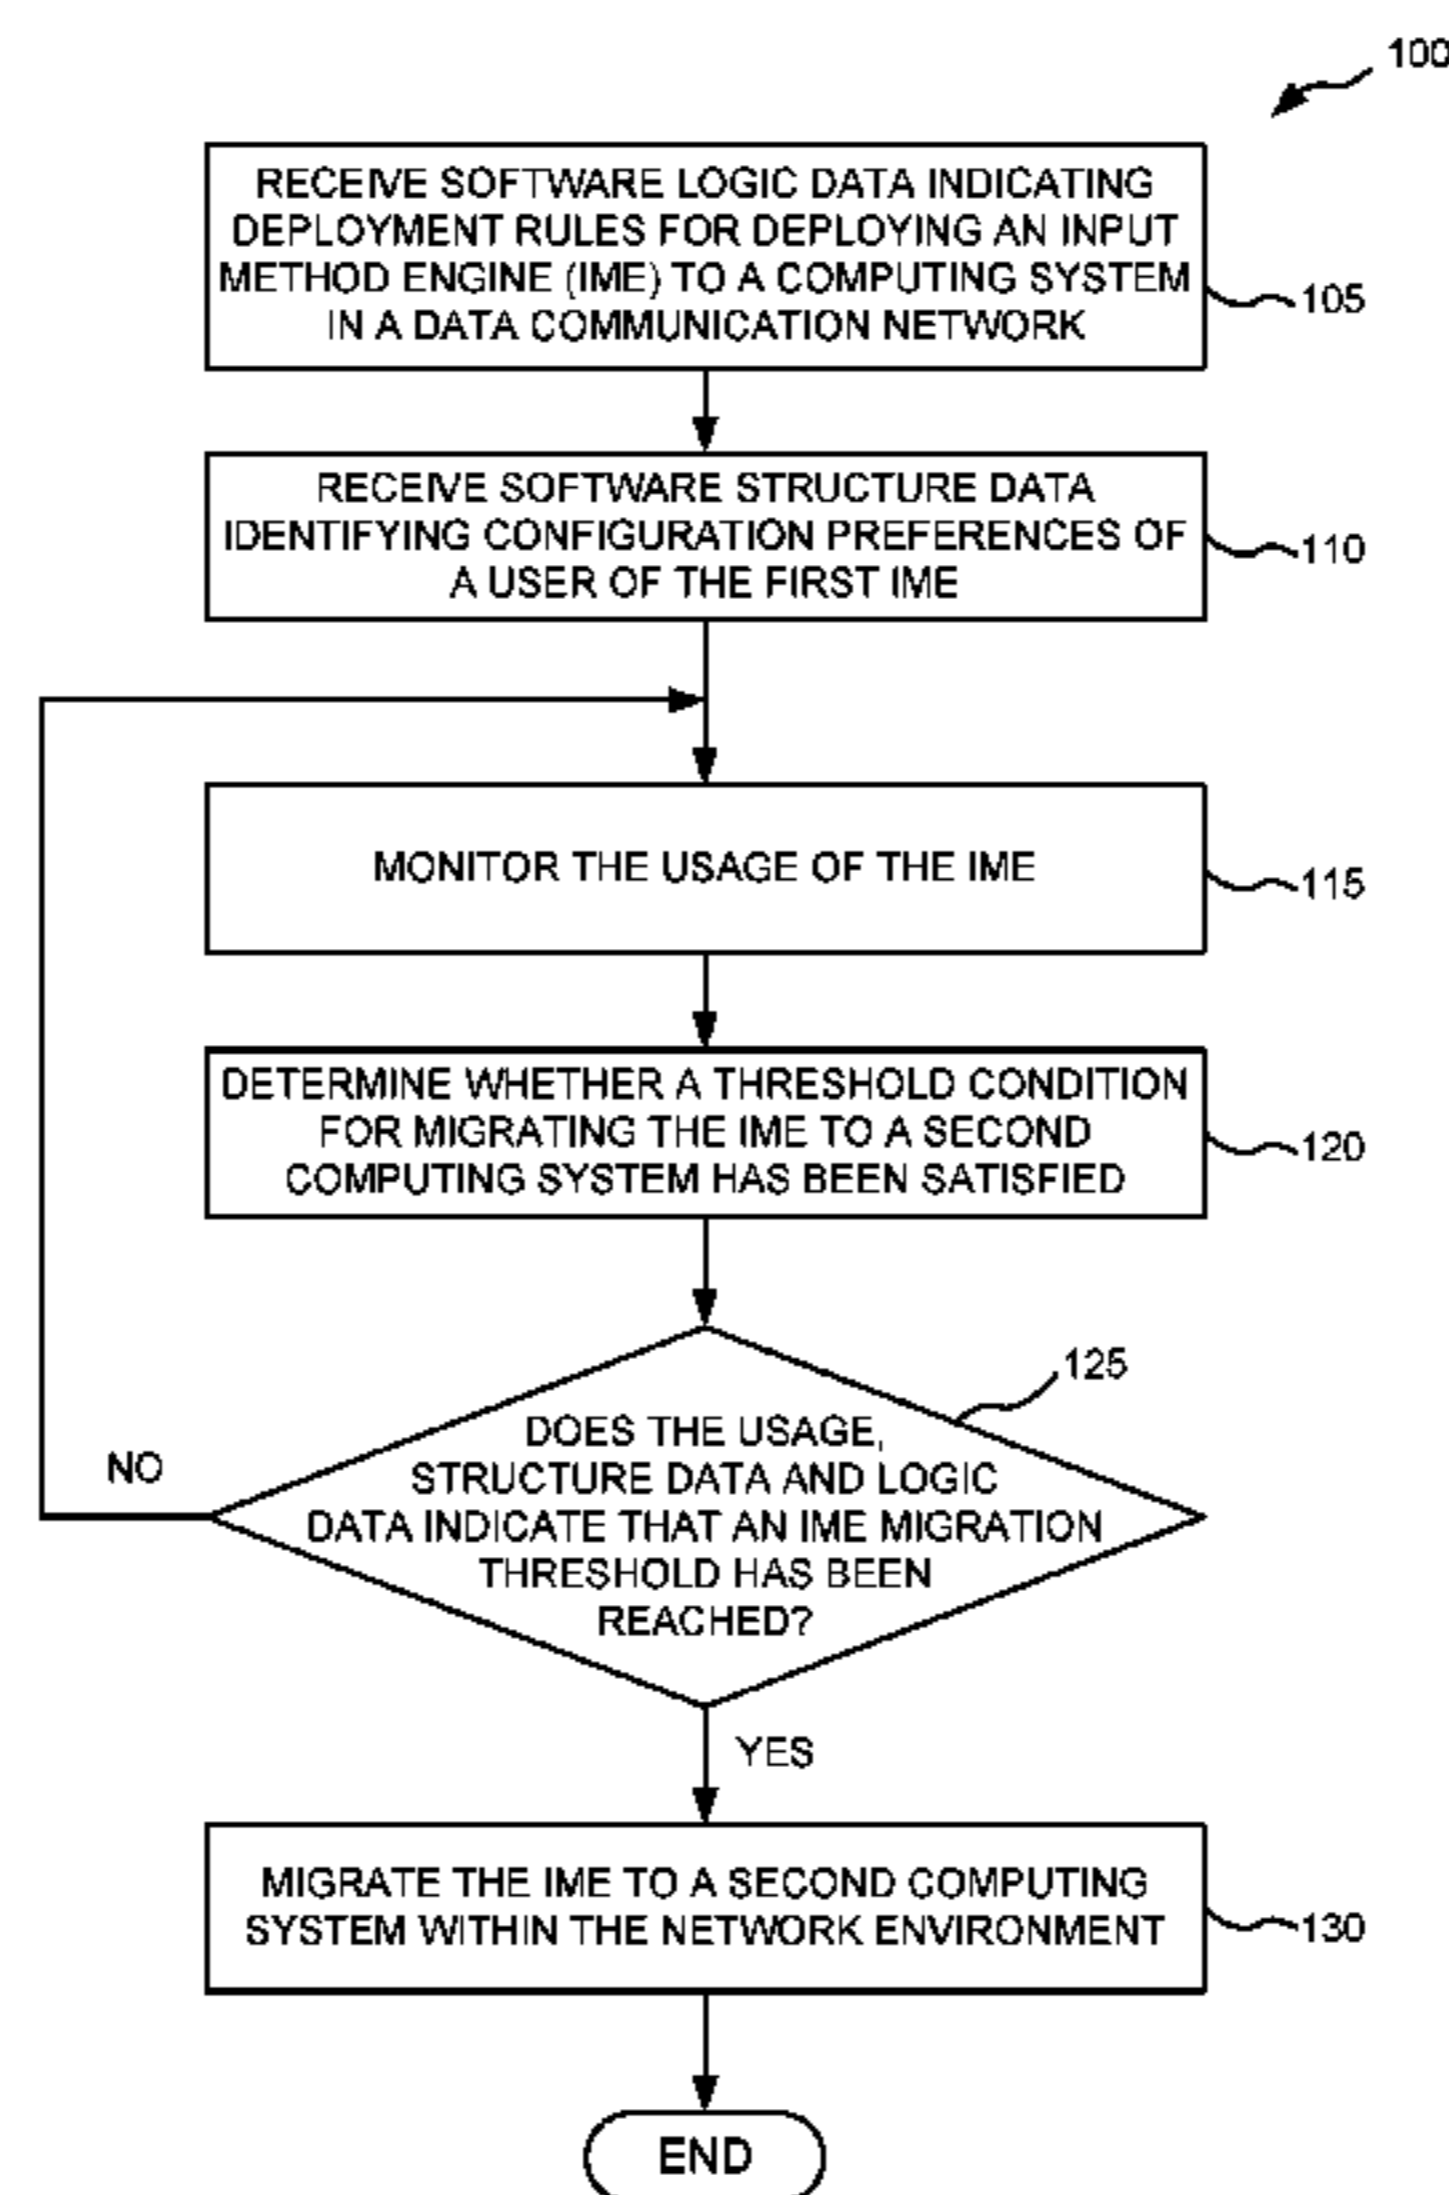 100
RECEIVE SOFTWARE LOGIC DATA INDICATING
DEPLOYMENT RULES FOR DEPLOYING AN INPUT
METHOD ENGINE (IME) TO A COMPUTING SYSTEM
IN A DATA COMMUNICATION NETWORK
105
RECEIVE SOFTWARE STRUCTURE DATA
IDENTIFYING CONFIGURATION PREFERENCES OF
A USER OF THE FIRST IME
110
MONITOR THE USAGE OF THE IME
115
DETERMINE WHETHER A THRESHOLD CONDITION
FOR MIGRATING THE IME TO A SECOND
COMPUTING SYSTEM HAS BEEN SATISFIED
120
125
DOES THE USAGE,
STRUCTURE DATA AND LOGIC
DATA INDICATE THAT AN IME MIGRATION
THRESHOLD HAS BEEN
REACHED?
NO
YES
MIGRATE THE IME TO A SECOND COMPUTING
SYSTEM WITHIN THE NETWORK ENVIRONMENT
130
END